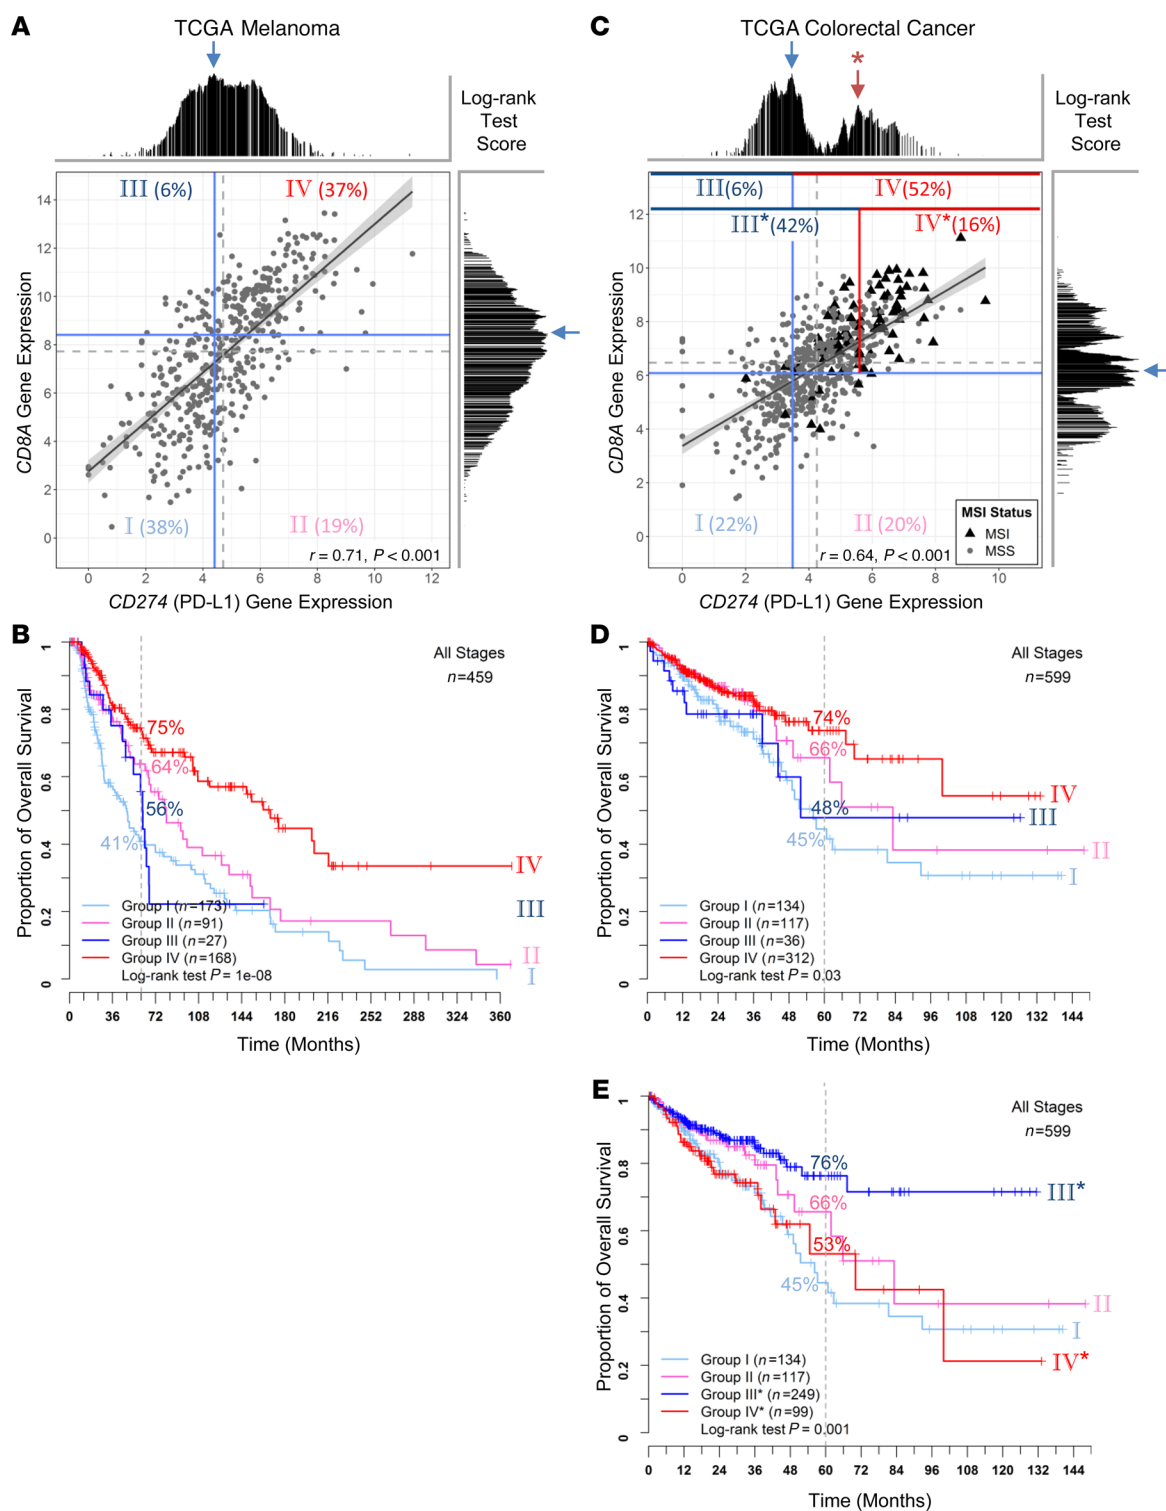 A
TCGA Melanoma
Log-rank
Test
Score
III (6%)
IV (37%)
I (38%)
II (19%)
r = 0.71, P < 0.001
CD8A Gene Expression
14
12
10
8
6
4
2
0
0 2 4 6 8 10 12
CD274 (PD-L1) Gene Expression
C
TCGA Colorectal Cancer
*
Log-rank
Test
Score
III(6%)
IV(52%)
III*(42%)
IV*(16%)
I (22%)
II (20%)
MSI Status
MSI
MSS
r = 0.64, P < 0.001
CD8A Gene Expression
12
10
8
6
4
2
0
0 2 4 6 8 10
CD274 (PD-L1) Gene Expression
B
All Stages
n=459
75%
64%
56%
41%
IV
III
II
I
Group I (n=173)
Group II (n=91)
Group III (n=27)
Group IV (n=168)
Log-rank test P = 1e-08
Proportion of Overall Survival
1
0.8
0.6
0.4
0.2
0
0 36 72 108 144 180 216 252 288 324 360
Time (Months)
D
All Stages
n=599
74%
66%
48%
45%
IV
III
II
I
Group I (n=134)
Group II (n=117)
Group III (n=36)
Group IV (n=312)
Log-rank test P = 0.03
Proportion of Overall Survival
1
0.8
0.6
0.4
0.2
0
0 12 24 36 48 60 72 84 96 108 120 132 144
Time (Months)
E
All Stages
n=599
76%
66%
53%
45%
III*
II
I
IV*
Group I (n=134)
Group II (n=117)
Group III* (n=249)
Group IV* (n=99)
Log-rank test P = 0.001
Proportion of Overall Survival
1
0.8
0.6
0.4
0.2
0
0 12 24 36 48 60 72 84 96 108 120 132 144
Time (Months)